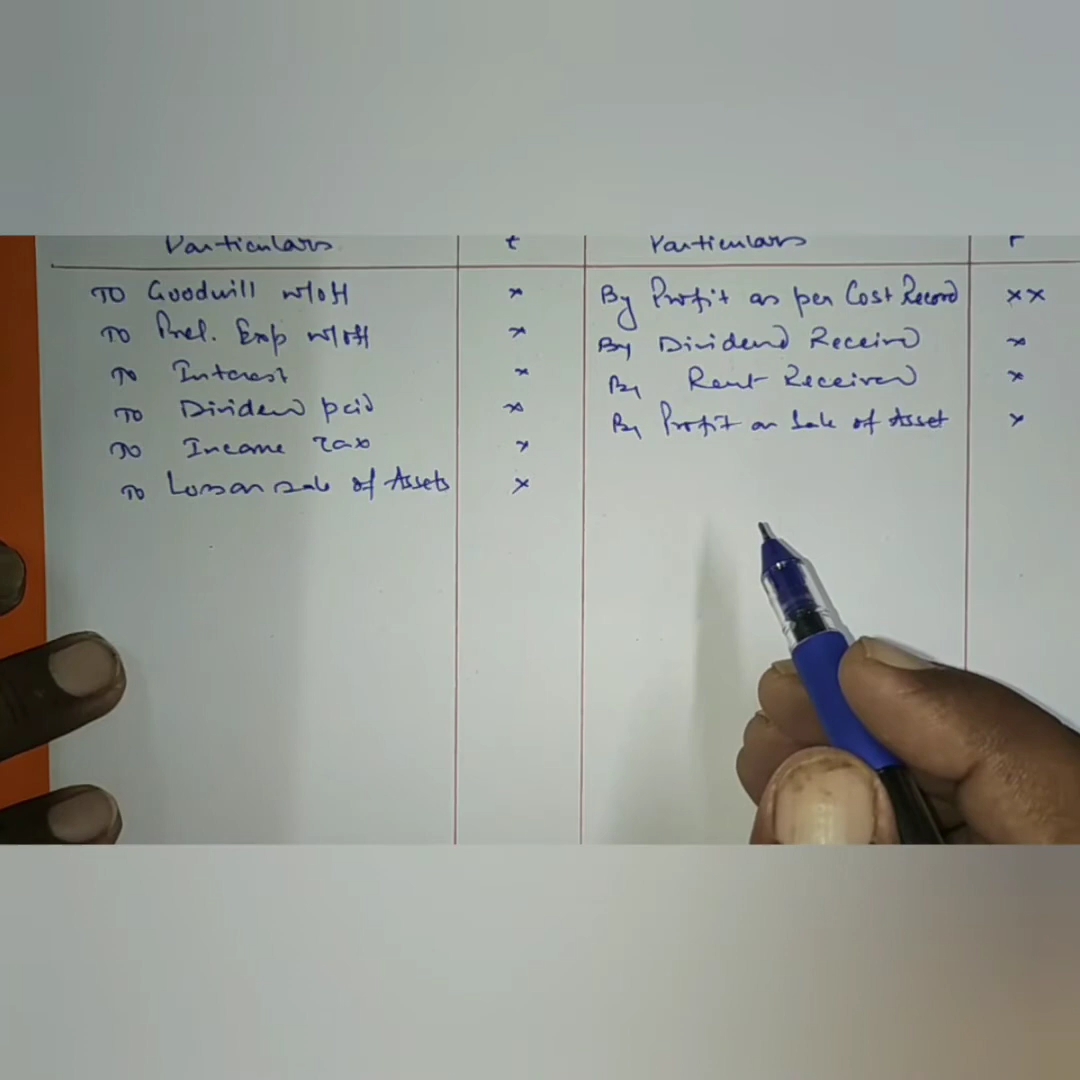 Particulars ₹ Particulars ₹
To Goodwill w/off × By Profit as per Cost Record ××
To Prel. Exp w/off × By Dividend Received ×
To Interest × By Rent Received ×
To Dividend paid × By Profit on Sale of Asset ×
To Income Tax ×
To Loss on sale of Assets ×